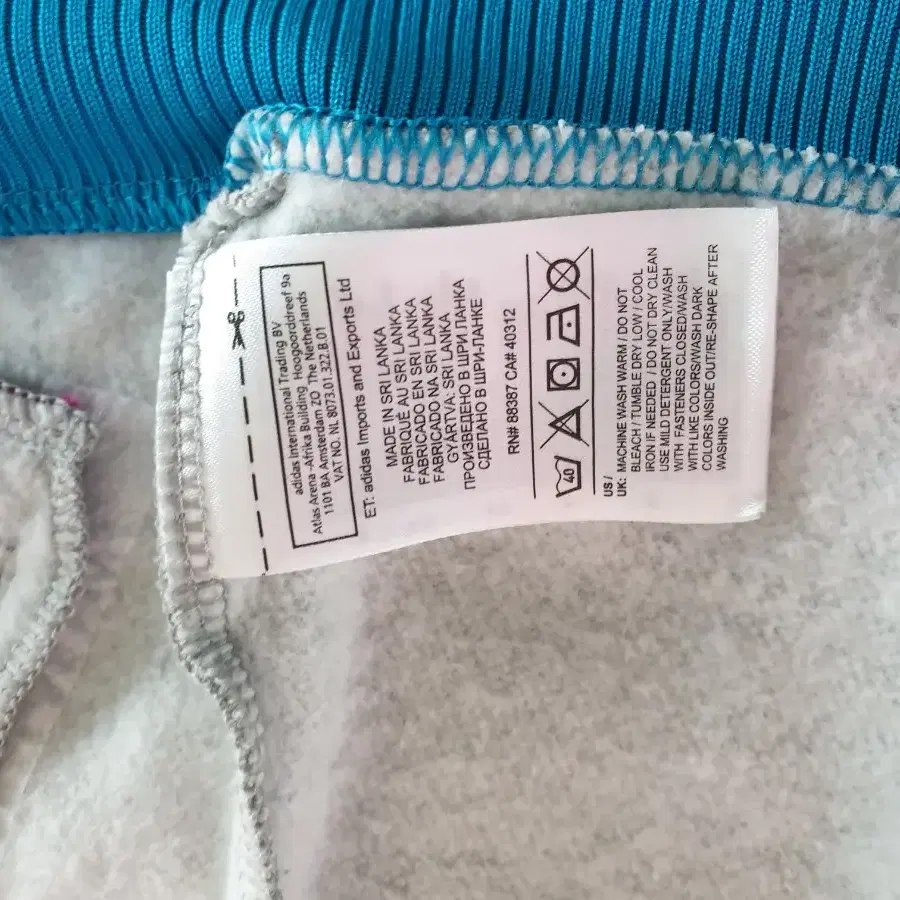 adidas International Trading BV
Atlas Arena -Afrika Building Hoogoorddreef 9a
1101 BA Amsterdam ZO The Netherlands
VAT NO. NL 8073.01.322.B.01
ET: adidas Imports and Exports Ltd
MADE IN SRI LANKA
FABRIQUÉ AU SRI LANKA
FABRICADO EN SRI LANKA
FABRICADO NA SRI LANKA
GYÁRTVA: SRI LANKA
ПРОИЗВЕДЕНО В ШРИ ЛАНКА
СДЕЛАНО В ШРИ-ЛАНКЕ
RN# 88387 CA# 40312
40
US / UK: MACHINE WASH WARM / DO NOT
BLEACH / TUMBLE DRY LOW / COOL
IRON IF NEEDED / DO NOT DRY CLEAN
USE MILD DETERGENT ONLY/WASH
WITH FASTENERS CLOSED/WASH
WITH LIKE COLORS/WASH DARK
COLORS INSIDE OUT/RE-SHAPE AFTER
WASHING